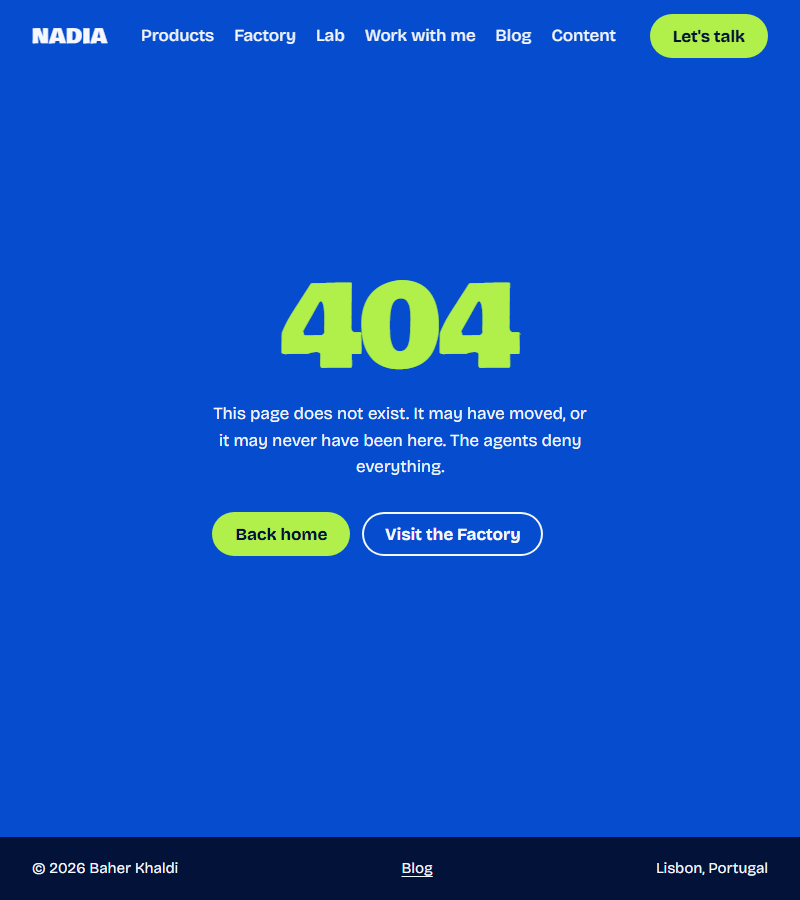 NADIA Products Factory Lab Work with me Blog Content Let's talk
404
This page does not exist. It may have moved, or
it may never have been here. The agents deny
everything.
Back home Visit the Factory
© 2026 Baher Khaldi Blog Lisbon, Portugal